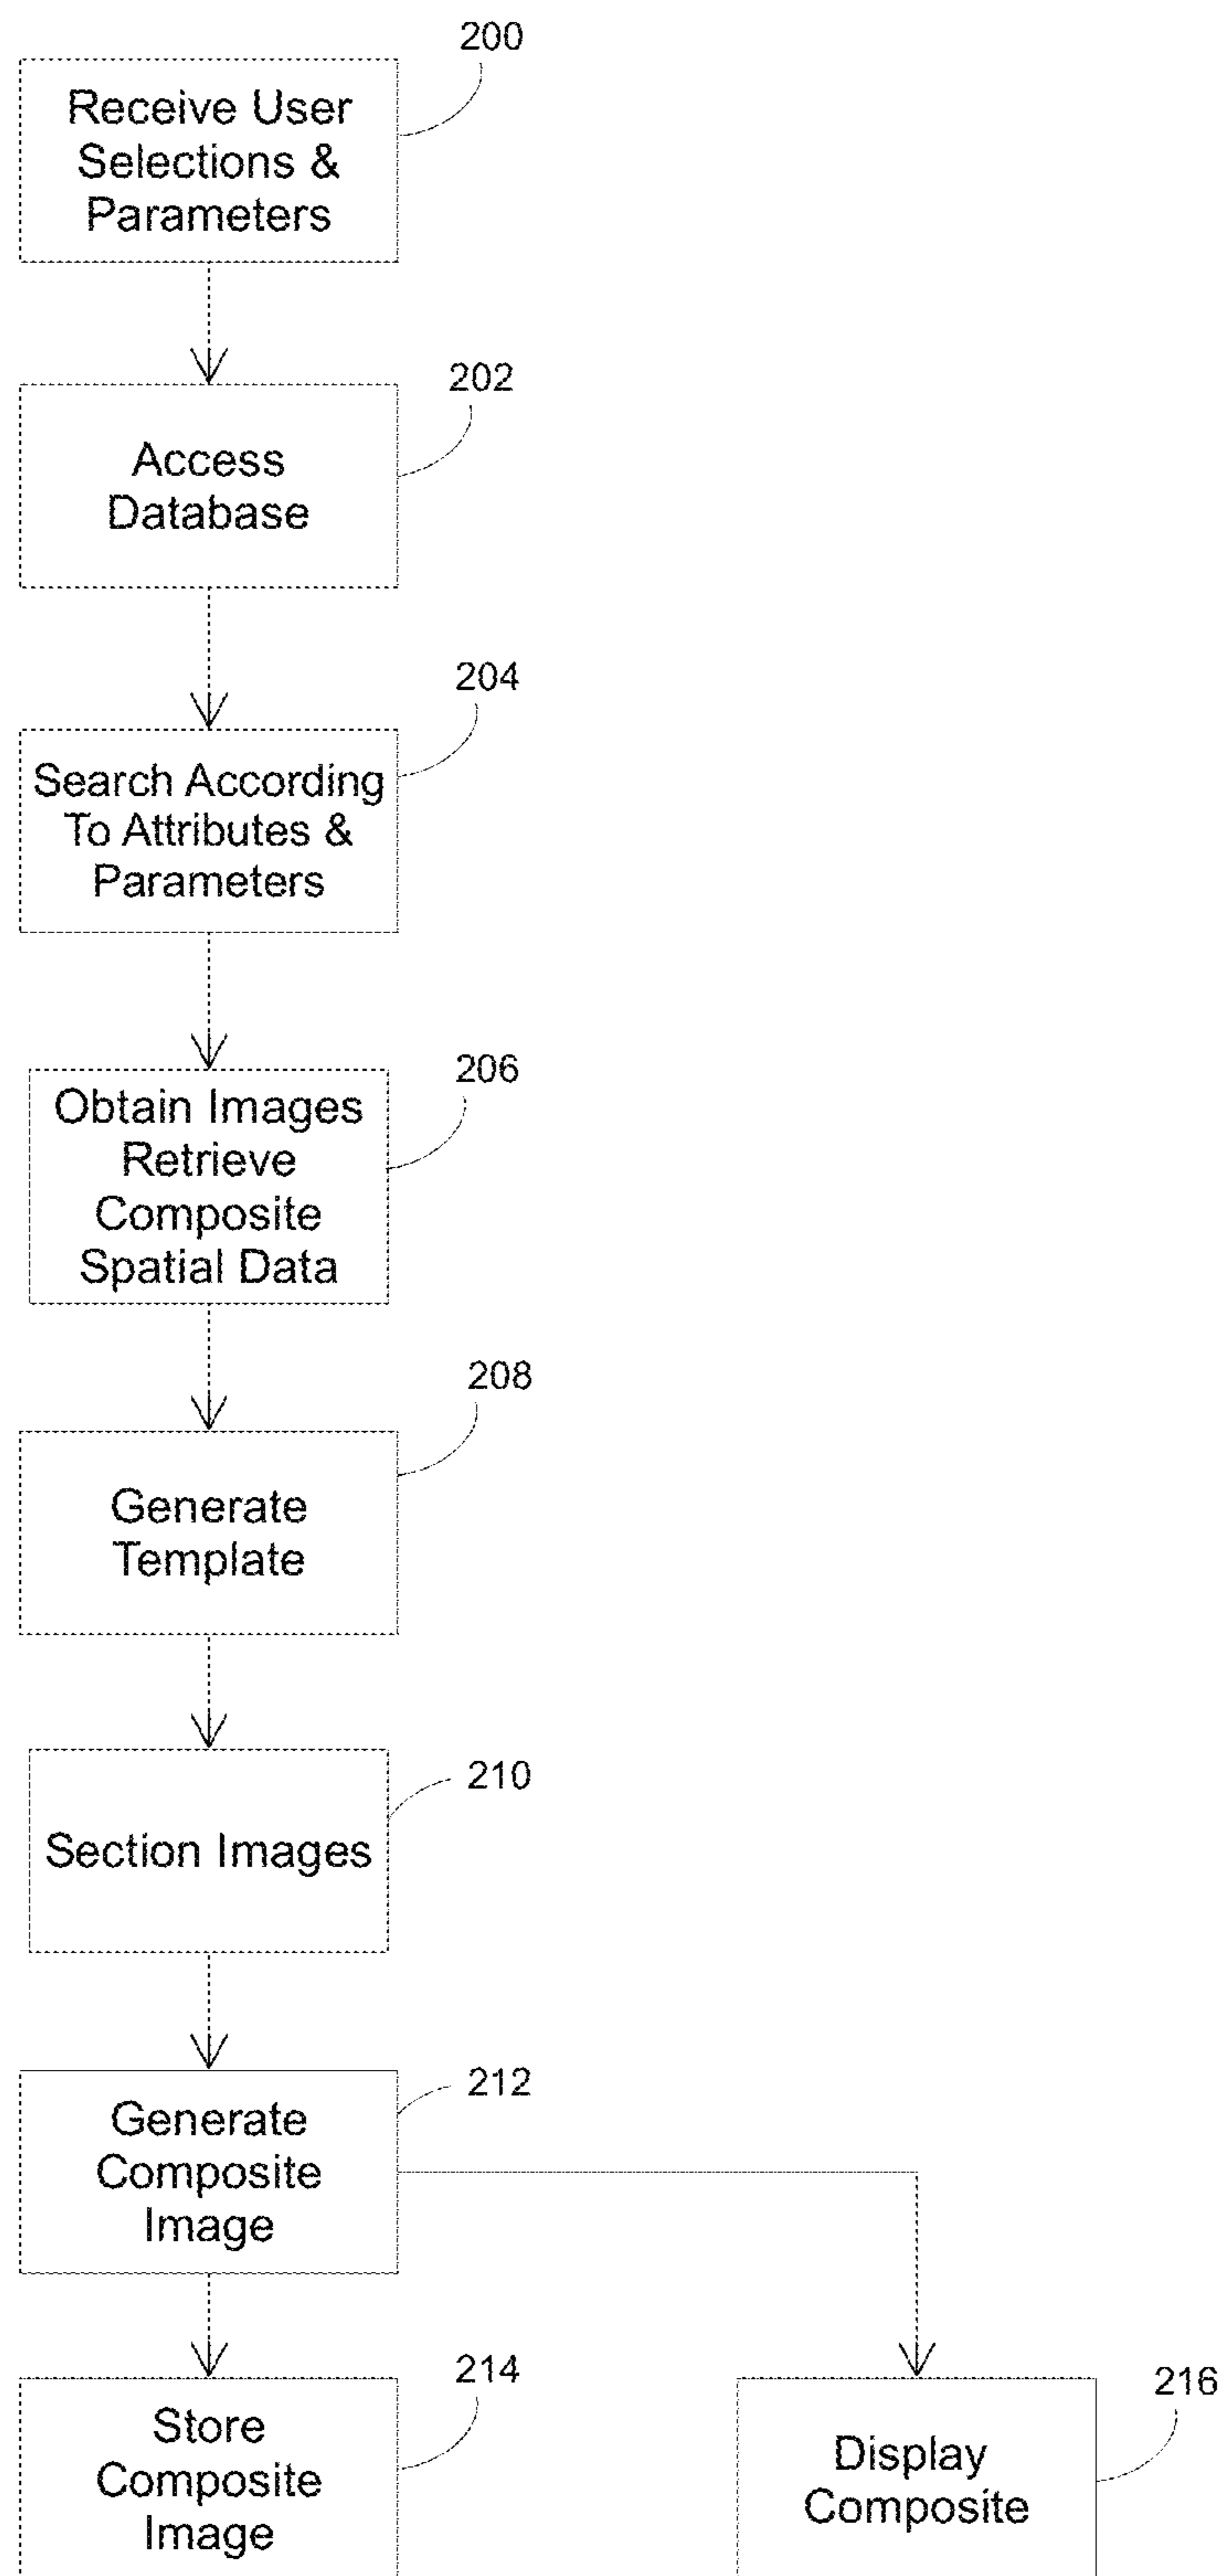 200
Receive User
Selections &
Parameters
202
Access
Database
204
Search According
To Attributes &
Parameters
206
Obtain Images
Retrieve
Composite
Spatial Data
208
Generate
Template
210
Section Images
212
Generate
Composite
Image
214
Store
Composite
Image
216
Display
Composite